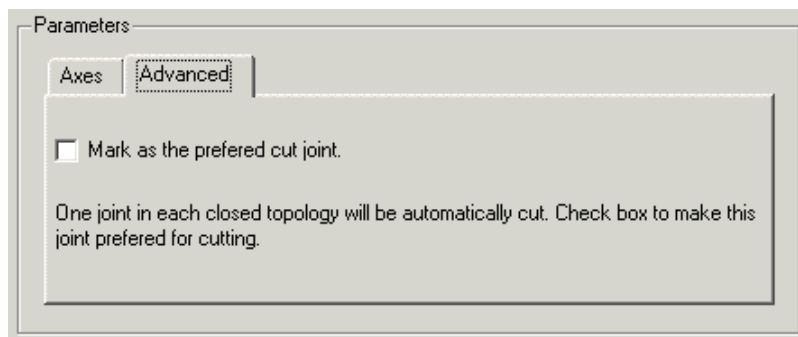 Parameters
Axes
Advanced
Mark as the prefered cut joint.
One joint in each closed topology will be automatically cut. Check box to make this
joint prefered for cutting.